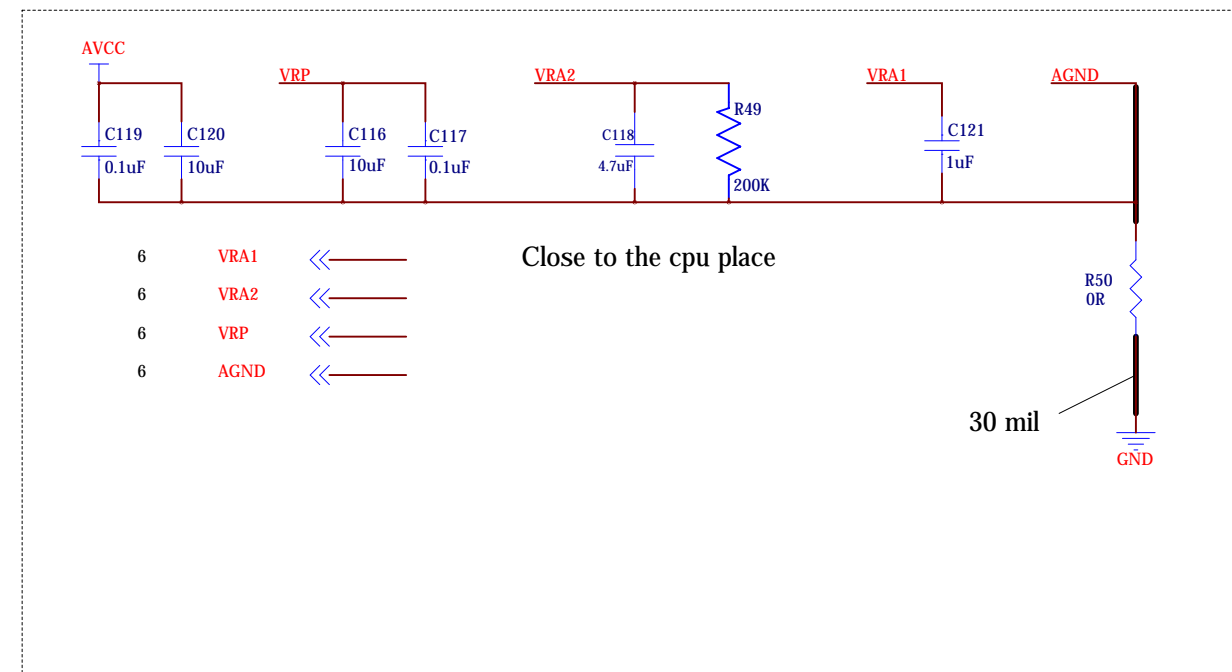 AVCC
VRP
VRA2
VRA1
AGND
C119
0.1uF
C120
10uF
C116
10uF
C117
0.1uF
C118
4.7uF
R49
200K
C121
1uF
6 VRA1
6 VRA2
6 VRP
6 AGND
Close to the cpu place
R50
0R
30 mil
GND